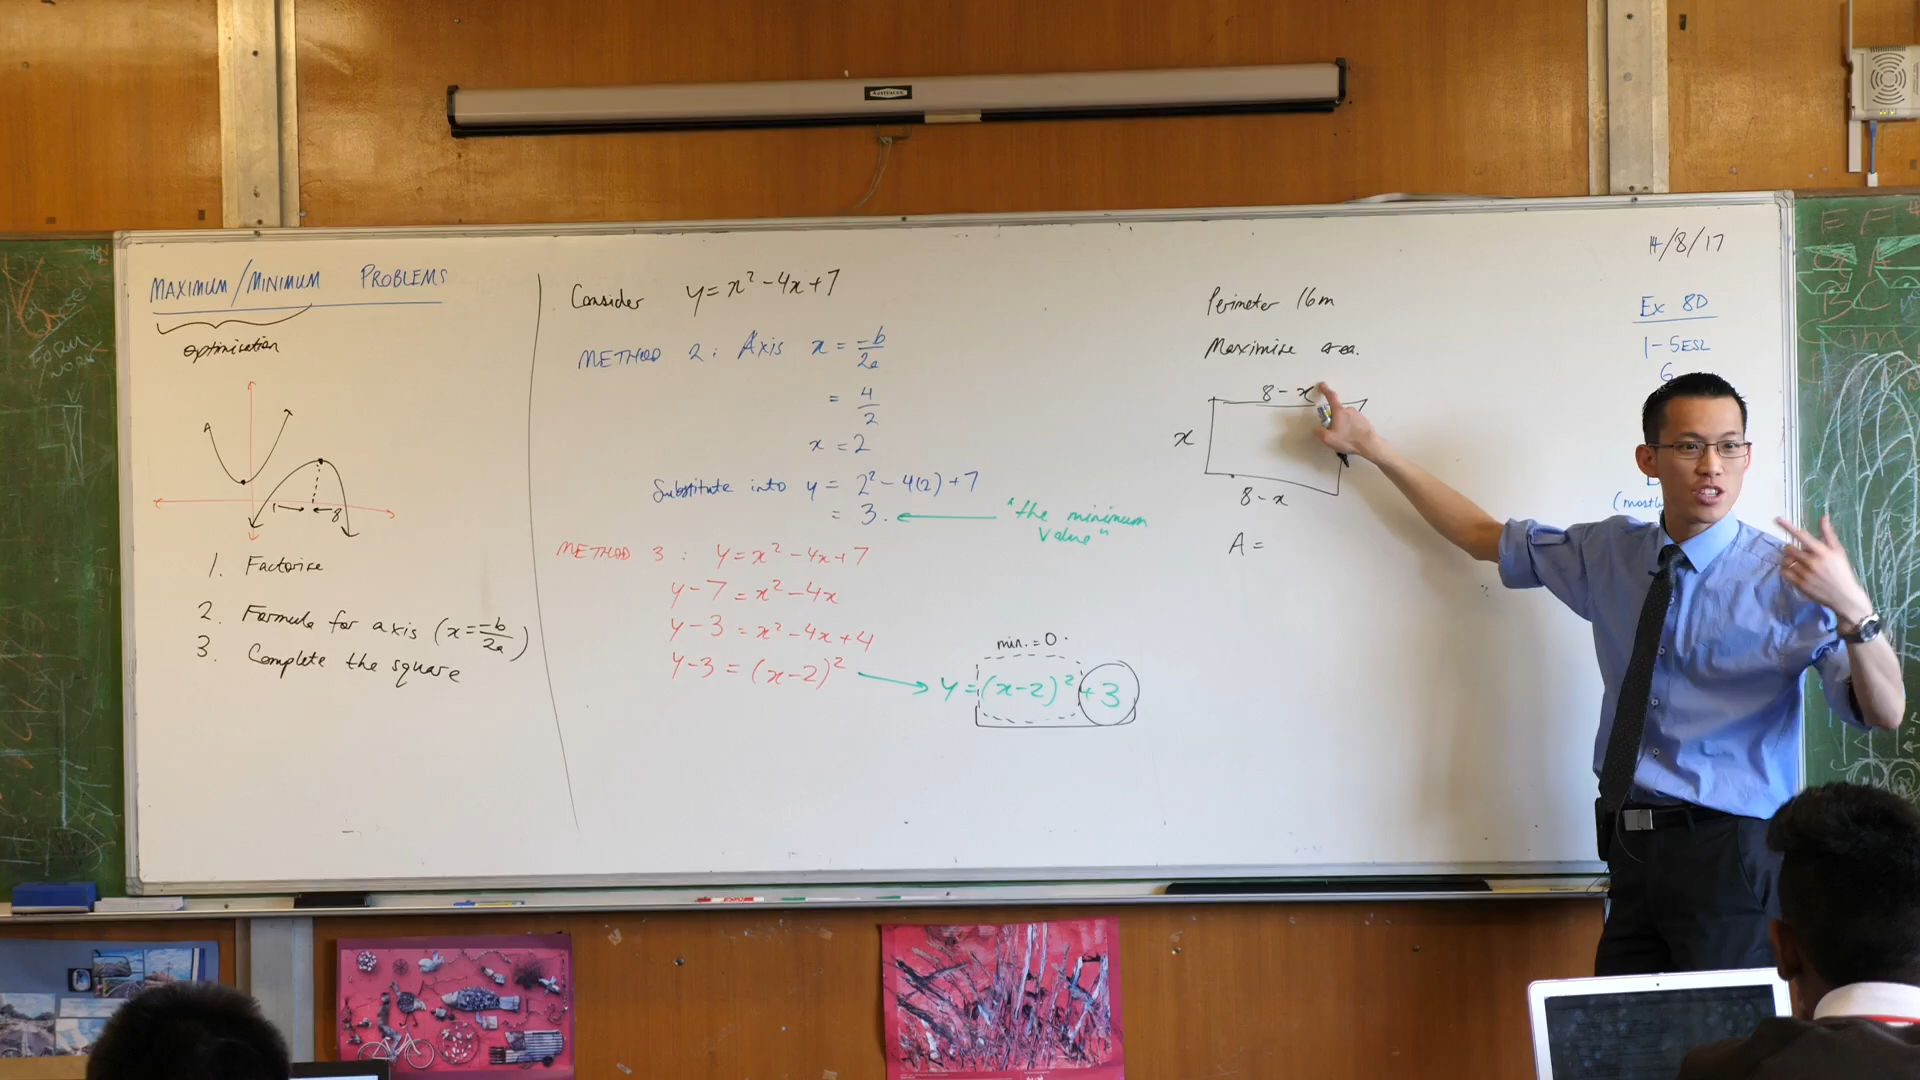 MAXIMUM/MINIMUM PROBLEMS
optimisation
1. Factorise
2. Formula for axis (x = -b/2a)
3. Complete the square
Consider y = x² - 4x + 7
METHOD 2: Axis x = -b/2a
= 4/2
x = 2
Substitute into y = 2² - 4(2) + 7
= 3.
"the minimum
value"
METHOD 3: y = x² - 4x + 7
y - 7 = x² - 4x
y - 3 = x² - 4x + 4
y - 3 = (x - 2)²
min. = 0.
y = (x - 2)² + 3
Perimeter 16m
Maximise area.
8 - x
x
8 - x
A =
14/8/17
Ex 8D
1 - 5ESL
6
(mostly